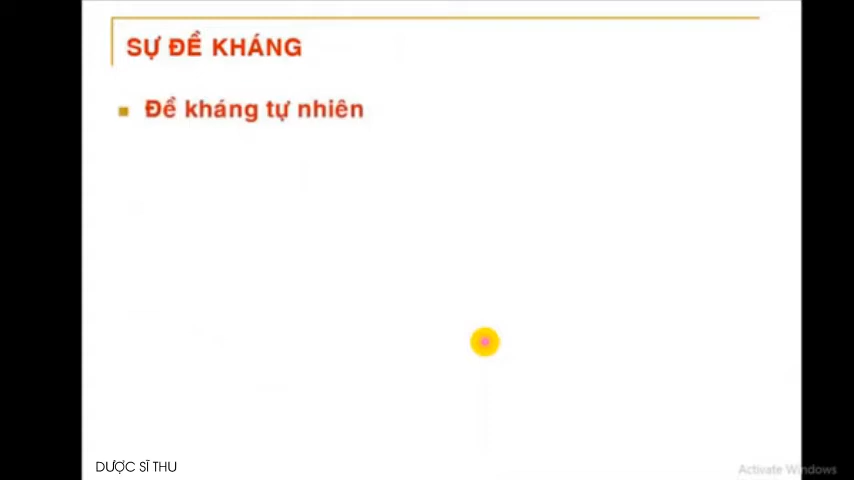 SỰ ĐỀ KHÁNG
Đề kháng tự nhiên
DƯỢC SĨ THU
Activate Windows